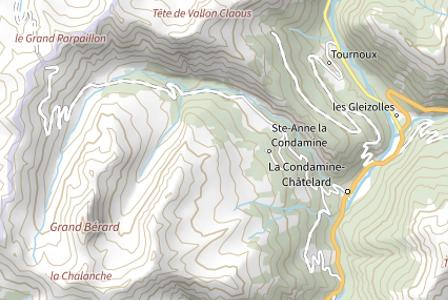 Tête de Vallon Claous
le Grand Parpaillon
Tournoux
les Gleizolles
Ste-Anne la
Condamine
La Condamine-
Châtelard
Grand Bérard
la Chalanche